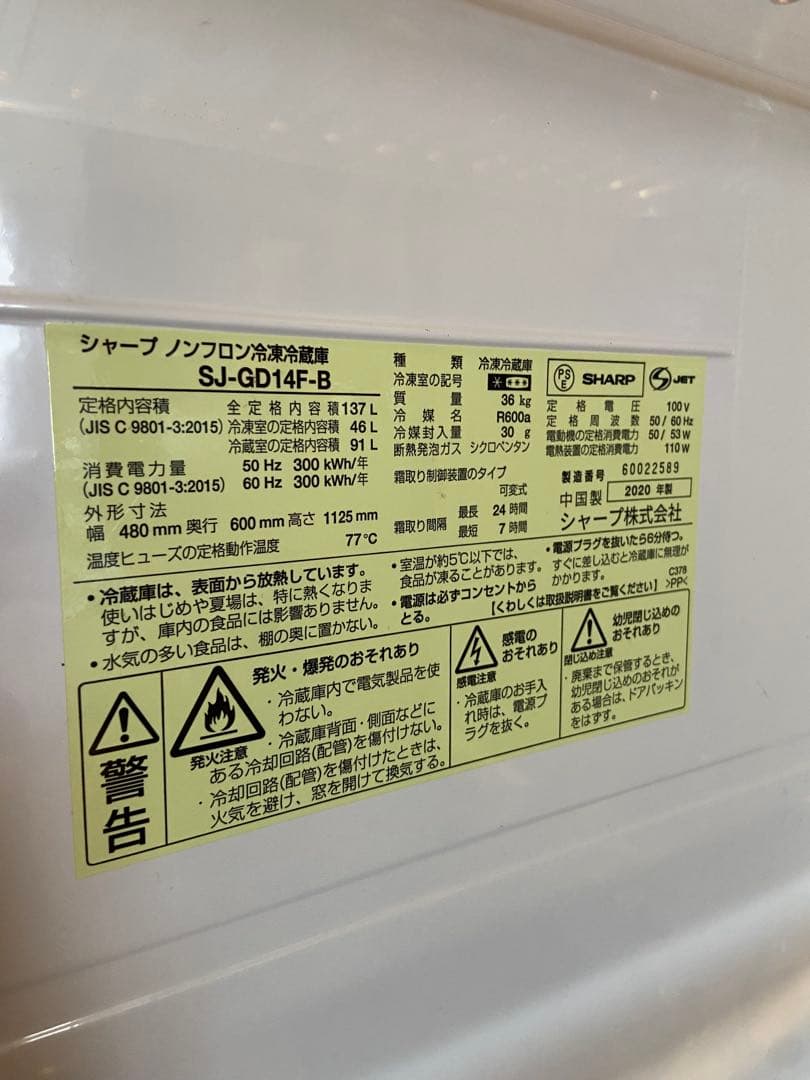 シャープ ノンフロン冷凍冷蔵庫
SJ-GD14F-B
定格内容積 全定格内容積 137 L
(JIS C 9801-3:2015) 冷凍室の定格内容積 46 L
冷蔵室の定格内容積 91 L
消費電力量 50 Hz 300 kWh/年
(JIS C 9801-3:2015) 60 Hz 300 kWh/年
外形寸法
幅 480 mm 奥行 600 mm 高さ 1125 mm
温度ヒューズの定格動作温度 77℃
種類 冷凍冷蔵庫
冷凍室の記号 ****
質量 36 kg
冷媒名 R600a
冷媒封入量 30 g
断熱発泡ガス シクロペンタン
霜取り制御装置のタイプ
可変式
霜取り間隔 最長 24 時間
最短 7 時間
PSE SHARP S JET
定格電圧 100 V
定格周波数 50 / 60 Hz
電動機の定格消費電力 50 / 53 W
電熱装置の定格消費電力 110 W
製造番号 60022589
中国製 2020 年製
シャープ株式会社
・冷蔵庫は、表面から放熱しています。
使いはじめや夏場は、特に熱くなりま
すが、庫内の食品には影響ありません。
・水気の多い食品は、棚の奥に置かない。
・室温が約5℃以下では、
食品が凍ることがあります。
・電源は必ずコンセントから
とる。
・電源プラグを抜いたら6分待つ。
すぐに差し込むと冷蔵庫に無理が
かかります。
【くわしくは取扱説明書をご覧ください】
C378
>PP<
警告
発火・爆発のおそれあり
発火注意
・冷蔵庫内で電気製品を使
わない。
・冷蔵庫背面・側面などに
ある冷却回路(配管)を傷付けない。
・冷却回路(配管)を傷付けたときは、
火気を避け、窓を開けて換気する。
感電の
おそれあり
感電注意
・冷蔵庫のお手入
れ時は、電源プ
ラグを抜く。
幼児閉じ込めの
おそれあり
閉じ込め注意
・廃棄まで保管するとき、
幼児閉じ込めのおそれが
ある場合は、ドアパッキン
をはずす。